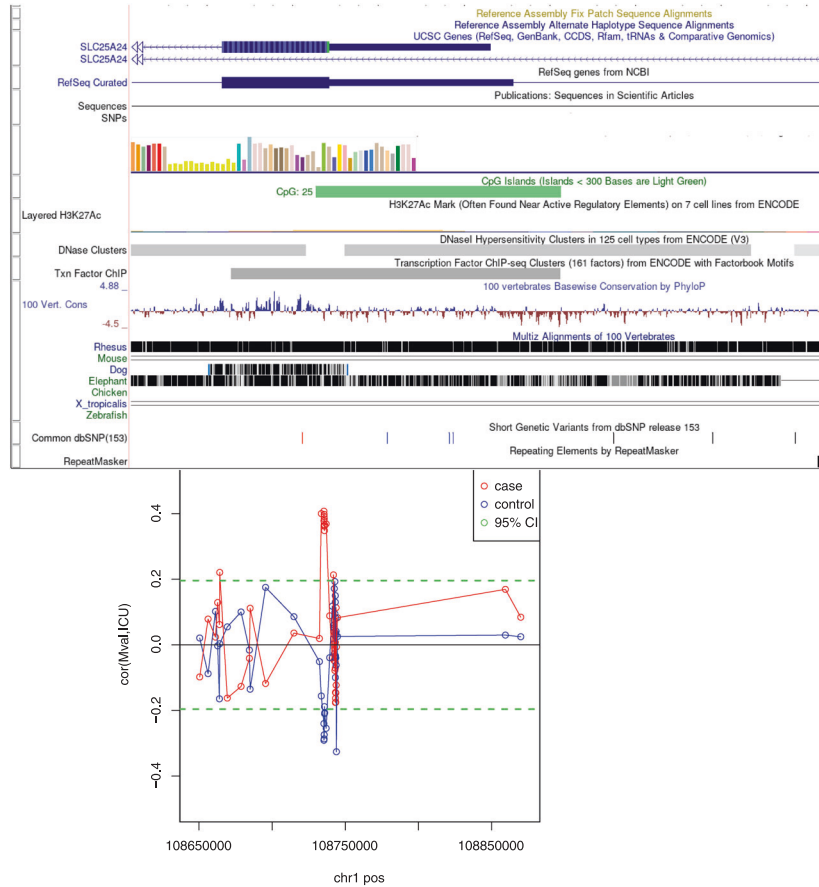 Reference Assembly Fix Patch Sequence Alignments
Reference Assembly Alternate Haplotype Sequence Alignments
UCSC Genes (RefSeq, GenBank, CCDS, Rfam, tRNAs & Comparative Genomics)
SLC25A24
SLC25A24
RefSeq genes from NCBI
RefSeq Curated
Publications: Sequences in Scientific Articles
Sequences
SNPs
CpG Islands (Islands < 300 Bases are Light Green)
CpG: 25
H3K27Ac Mark (Often Found Near Active Regulatory Elements) on 7 cell lines from ENCODE
Layered H3K27Ac
DNaseI Hypersensitivity Clusters in 125 cell types from ENCODE (V3)
DNase Clusters
Transcription Factor ChIP-seq Clusters (161 factors) from ENCODE with Factorbook Motifs
Txn Factor ChIP
4.88
100 vertebrates Basewise Conservation by PhyloP
100 Vert. Cons
-4.5
Multiz Alignments of 100 Vertebrates
Rhesus
Mouse
Dog
Elephant
Chicken
X_tropicalis
Zebrafish
Short Genetic Variants from dbSNP release 153
Common dbSNP(153)
Repeating Elements by RepeatMasker
RepeatMasker
case
control
95% CI
0.4
0.2
0.0
−0.2
−0.4
cor(Mval.ICU)
108650000 108750000 108850000
chr1 pos